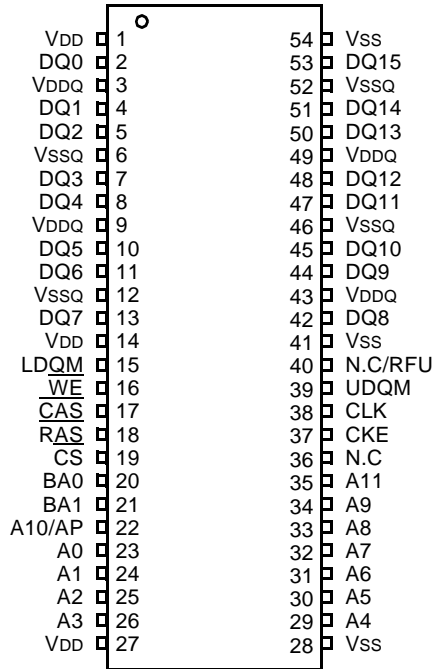 VDD 1 54 VSS
DQ0 2 53 DQ15
VDDQ 3 52 VSSQ
DQ1 4 51 DQ14
DQ2 5 50 DQ13
VSSQ 6 49 VDDQ
DQ3 7 48 DQ12
DQ4 8 47 DQ11
VDDQ 9 46 VSSQ
DQ5 10 45 DQ10
DQ6 11 44 DQ9
VSSQ 12 43 VDDQ
DQ7 13 42 DQ8
VDD 14 41 VSS
LDQM 15 40 N.C/RFU
WE 16 39 UDQM
CAS 17 38 CLK
RAS 18 37 CKE
CS 19 36 N.C
BA0 20 35 A11
BA1 21 34 A9
A10/AP 22 33 A8
A0 23 32 A7
A1 24 31 A6
A2 25 30 A5
A3 26 29 A4
VDD 27 28 VSS